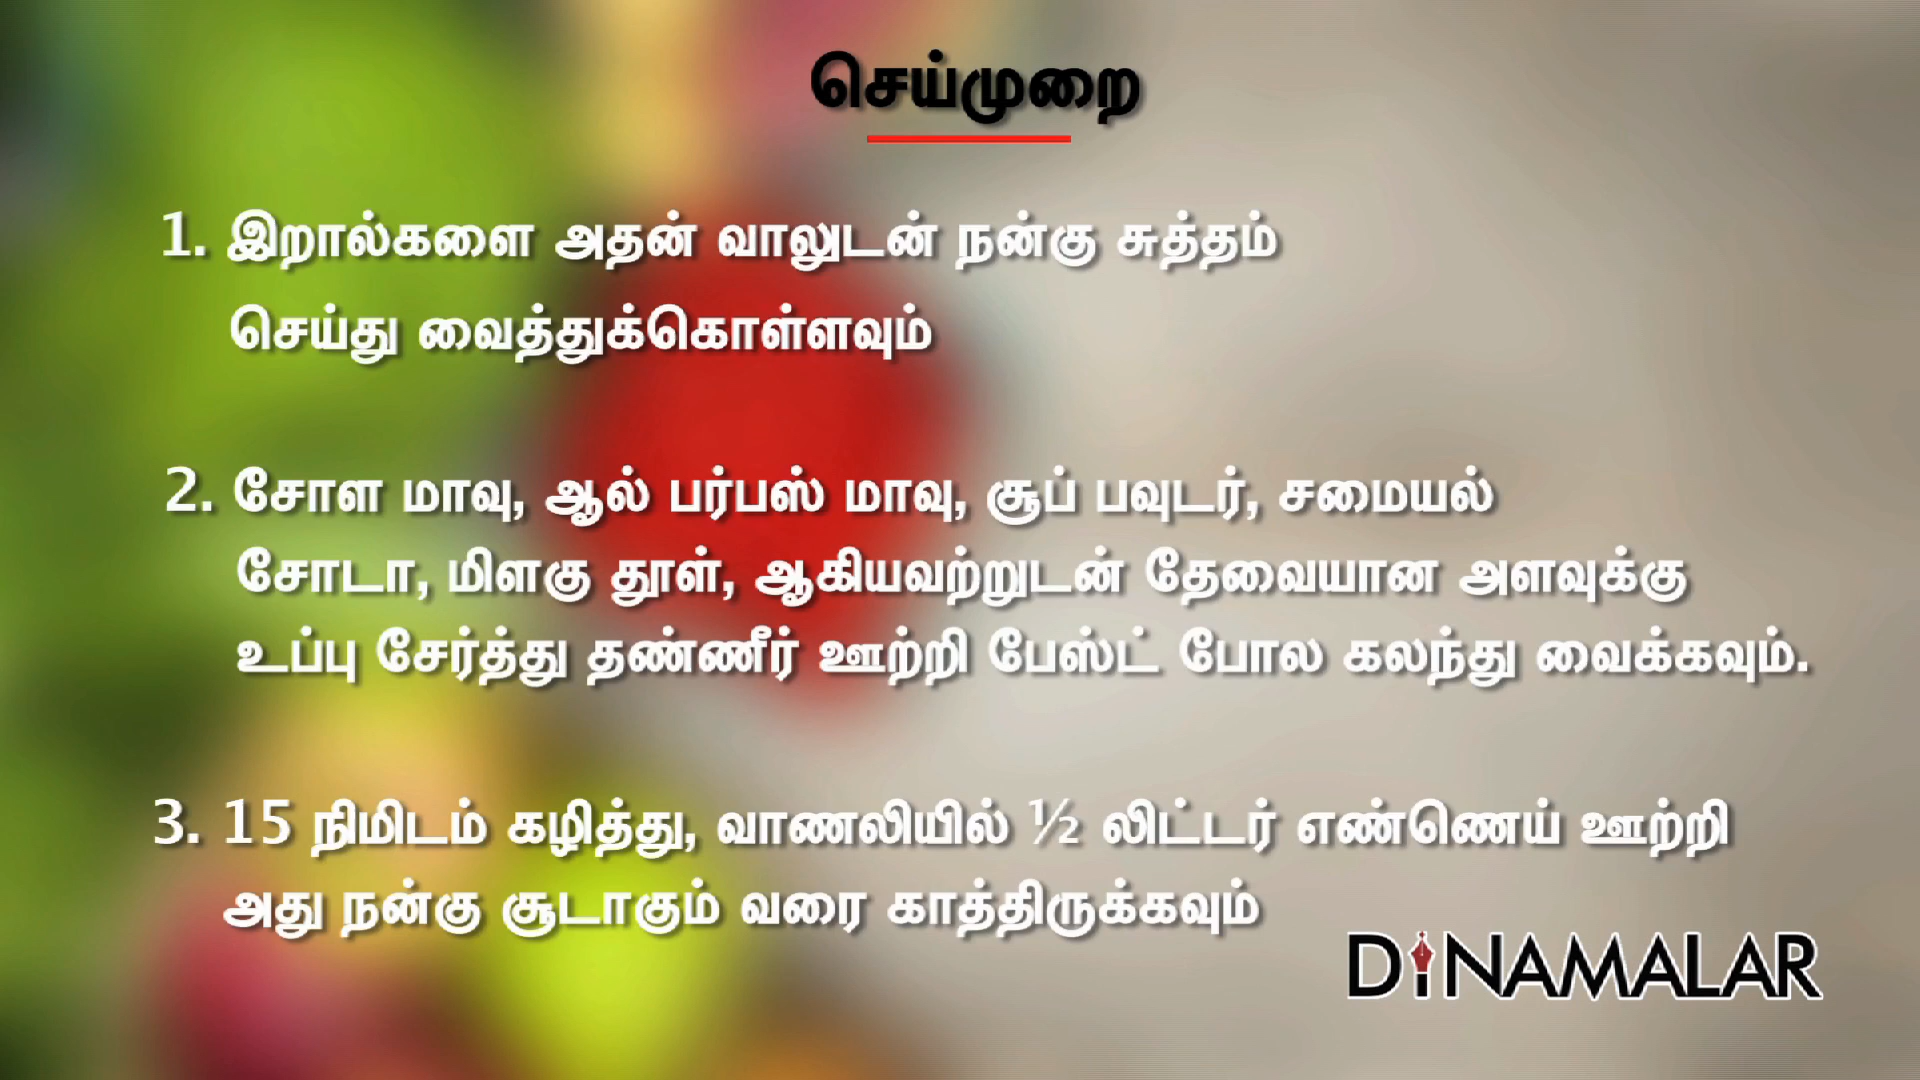 செய்முறை
1. இறால்களை அதன் வாலுடன் நன்கு சுத்தம்
செய்து வைத்துக்கொள்ளவும்
2. சோள மாவு, ஆல் பர்பஸ் மாவு, சூப் பவுடர், சமையல்
சோடா, மிளகு தூள், ஆகியவற்றுடன் தேவையான அளவுக்கு
உப்பு சேர்த்து தண்ணீர் ஊற்றி பேஸ்ட் போல கலந்து வைக்கவும்.
3. 15 நிமிடம் கழித்து, வாணலியில் ½ லிட்டர் எண்ணெய் ஊற்றி
அது நன்கு சூடாகும் வரை காத்திருக்கவும்
DINAMALAR